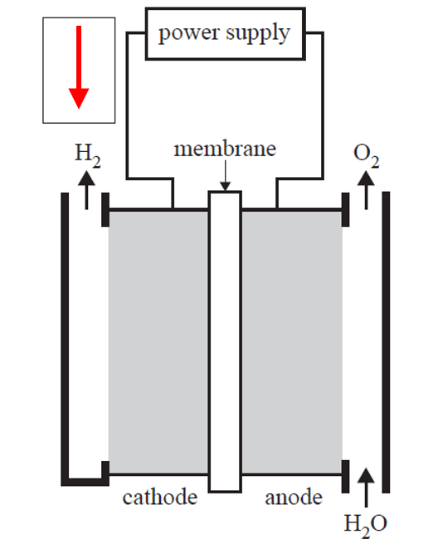 power supply
H₂
membrane
O₂
cathode
anode
H₂O